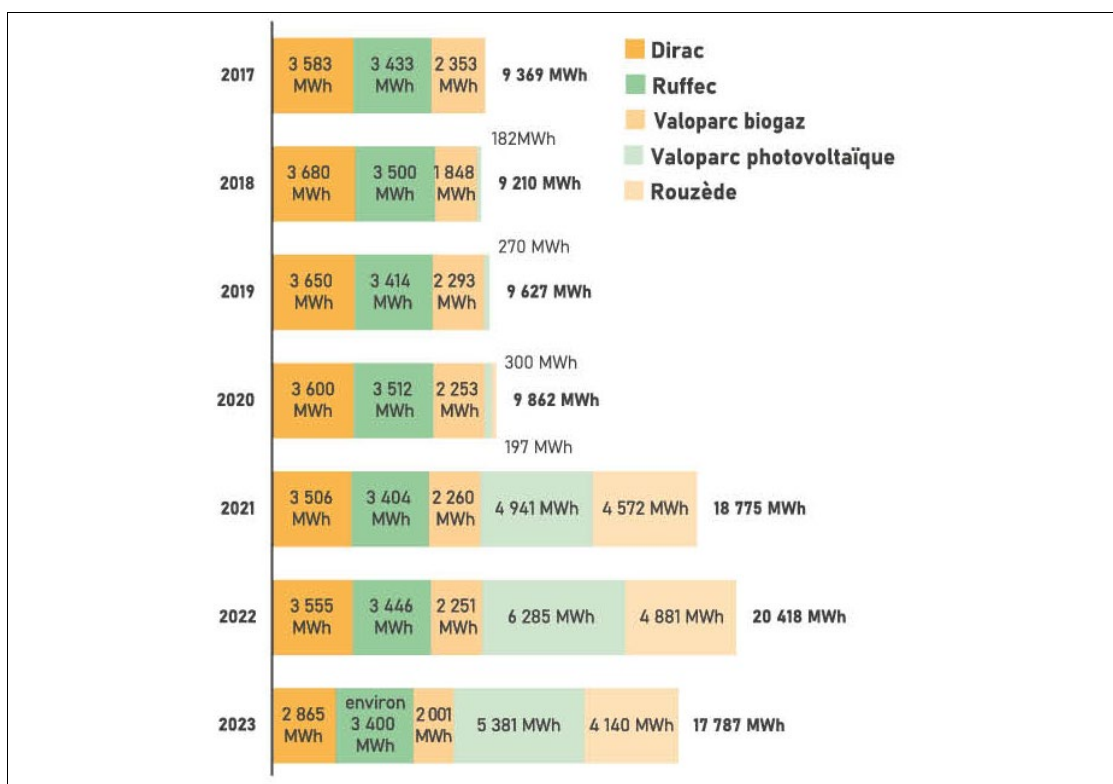 2017
3 583
MWh
3 433
MWh
2 353
MWh
9 369 MWh
Dirac
Ruffec
Valoparc biogaz
Valoparc photovoltaïque
Rouzède
182MWh
2018
3 680
MWh
3 500
MWh
1 848
MWh
9 210 MWh
270 MWh
2019
3 650
MWh
3 414
MWh
2 293
MWh
9 627 MWh
300 MWh
2020
3 600
MWh
3 512
MWh
2 253
MWh
9 862 MWh
197 MWh
2021
3 506
MWh
3 404
MWh
2 260
MWh
4 941 MWh
4 572 MWh
18 775 MWh
2022
3 555
MWh
3 446
MWh
2 251
MWh
6 285 MWh
4 881 MWh
20 418 MWh
2023
2 865
MWh
environ
3 400
MWh
2 001
MWh
5 381 MWh
4 140 MWh
17 787 MWh